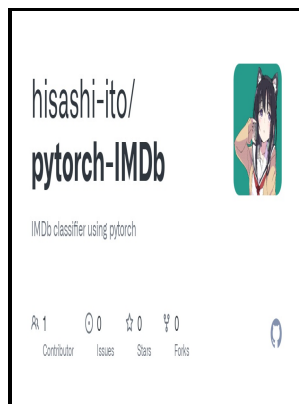 hisashi-ito/
pytorch-IMDb
IMDb classifier using pytorch
1
Contributor
0
Issues
0
Stars
0
Forks